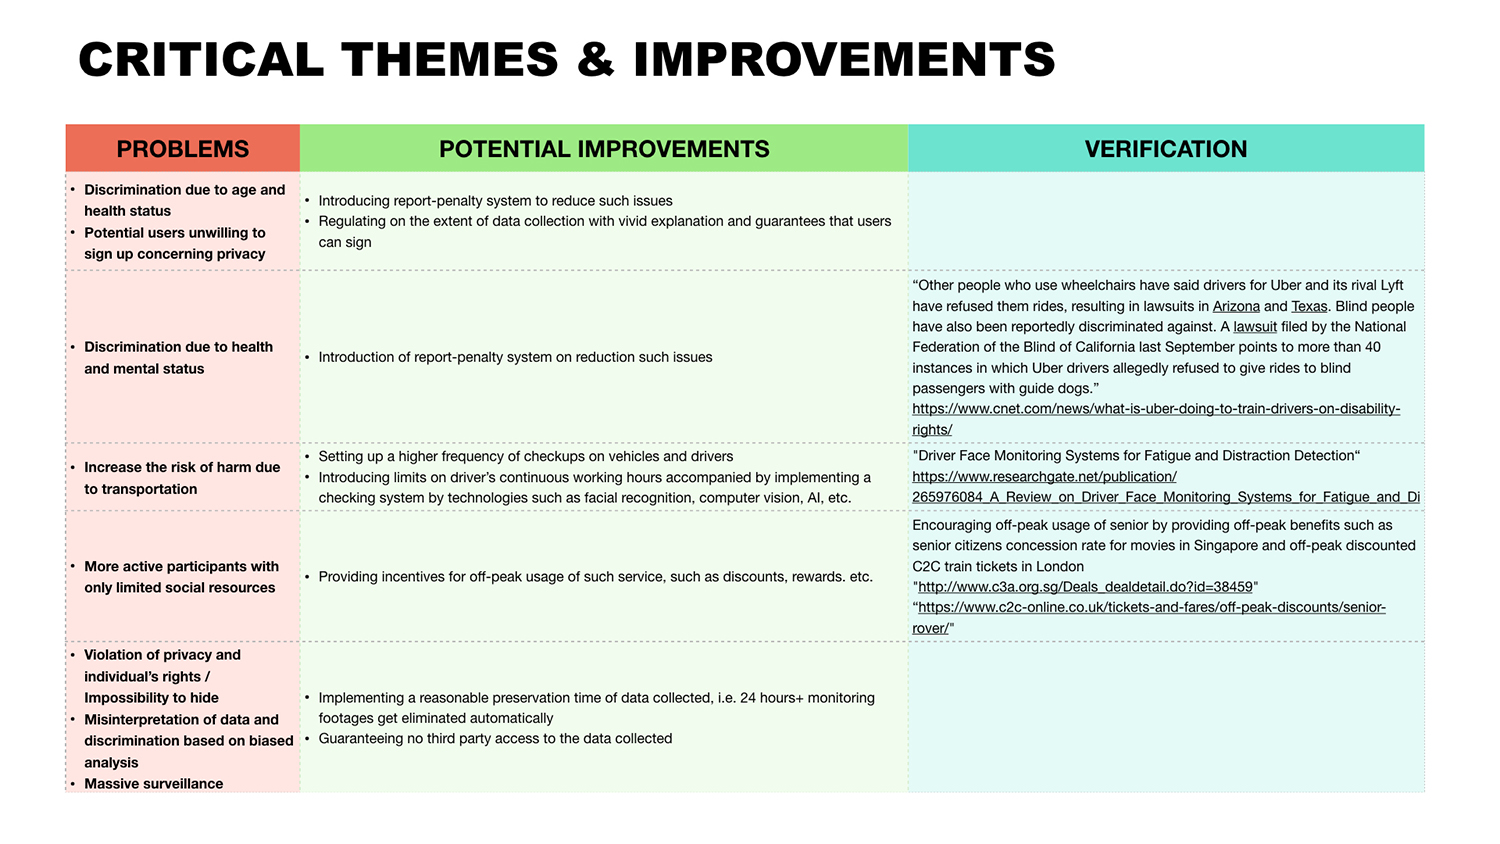 CRITICAL THEMES & IMPROVEMENTS
PROBLEMS
POTENTIAL IMPROVEMENTS
VERIFICATION
• Discrimination due to age and
health status
• Potential users unwilling to
sign up concerning privacy
• Introducing report-penalty system to reduce such issues
• Regulating on the extent of data collection with vivid explanation and guarantees that users
can sign
• Discrimination due to health
and mental status
• Introduction of report-penalty system on reduction such issues
“Other people who use wheelchairs have said drivers for Uber and its rival Lyft
have refused them rides, resulting in lawsuits in Arizona and Texas. Blind people
have also been reportedly discriminated against. A lawsuit filed by the National
Federation of the Blind of California last September points to more than 40
instances in which Uber drivers allegedly refused to give rides to blind
passengers with guide dogs.”
https://www.cnet.com/news/what-is-uber-doing-to-train-drivers-on-disability-
rights/
• Increase the risk of harm due
to transportation
• Setting up a higher frequency of checkups on vehicles and drivers
• Introducing limits on driver’s continuous working hours accompanied by implementing a
checking system by technologies such as facial recognition, computer vision, AI, etc.
"Driver Face Monitoring Systems for Fatigue and Distraction Detection“
https://www.researchgate.net/publication/
265976084_A_Review_on_Driver_Face_Monitoring_Systems_for_Fatigue_and_Di
• More active participants with
only limited social resources
• Providing incentives for off-peak usage of such service, such as discounts, rewards. etc.
Encouraging off-peak usage of senior by providing off-peak benefits such as
senior citizens concession rate for movies in Singapore and off-peak discounted
C2C train tickets in London
"http://www.c3a.org.sg/Deals_dealdetail.do?id=38459"
“https://www.c2c-online.co.uk/tickets-and-fares/off-peak-discounts/senior-
rover/"
• Violation of privacy and
individual’s rights /
Impossibility to hide
• Misinterpretation of data and
discrimination based on biased
analysis
• Massive surveillance
• Implementing a reasonable preservation time of data collected, i.e. 24 hours+ monitoring
footages get eliminated automatically
• Guaranteeing no third party access to the data collected